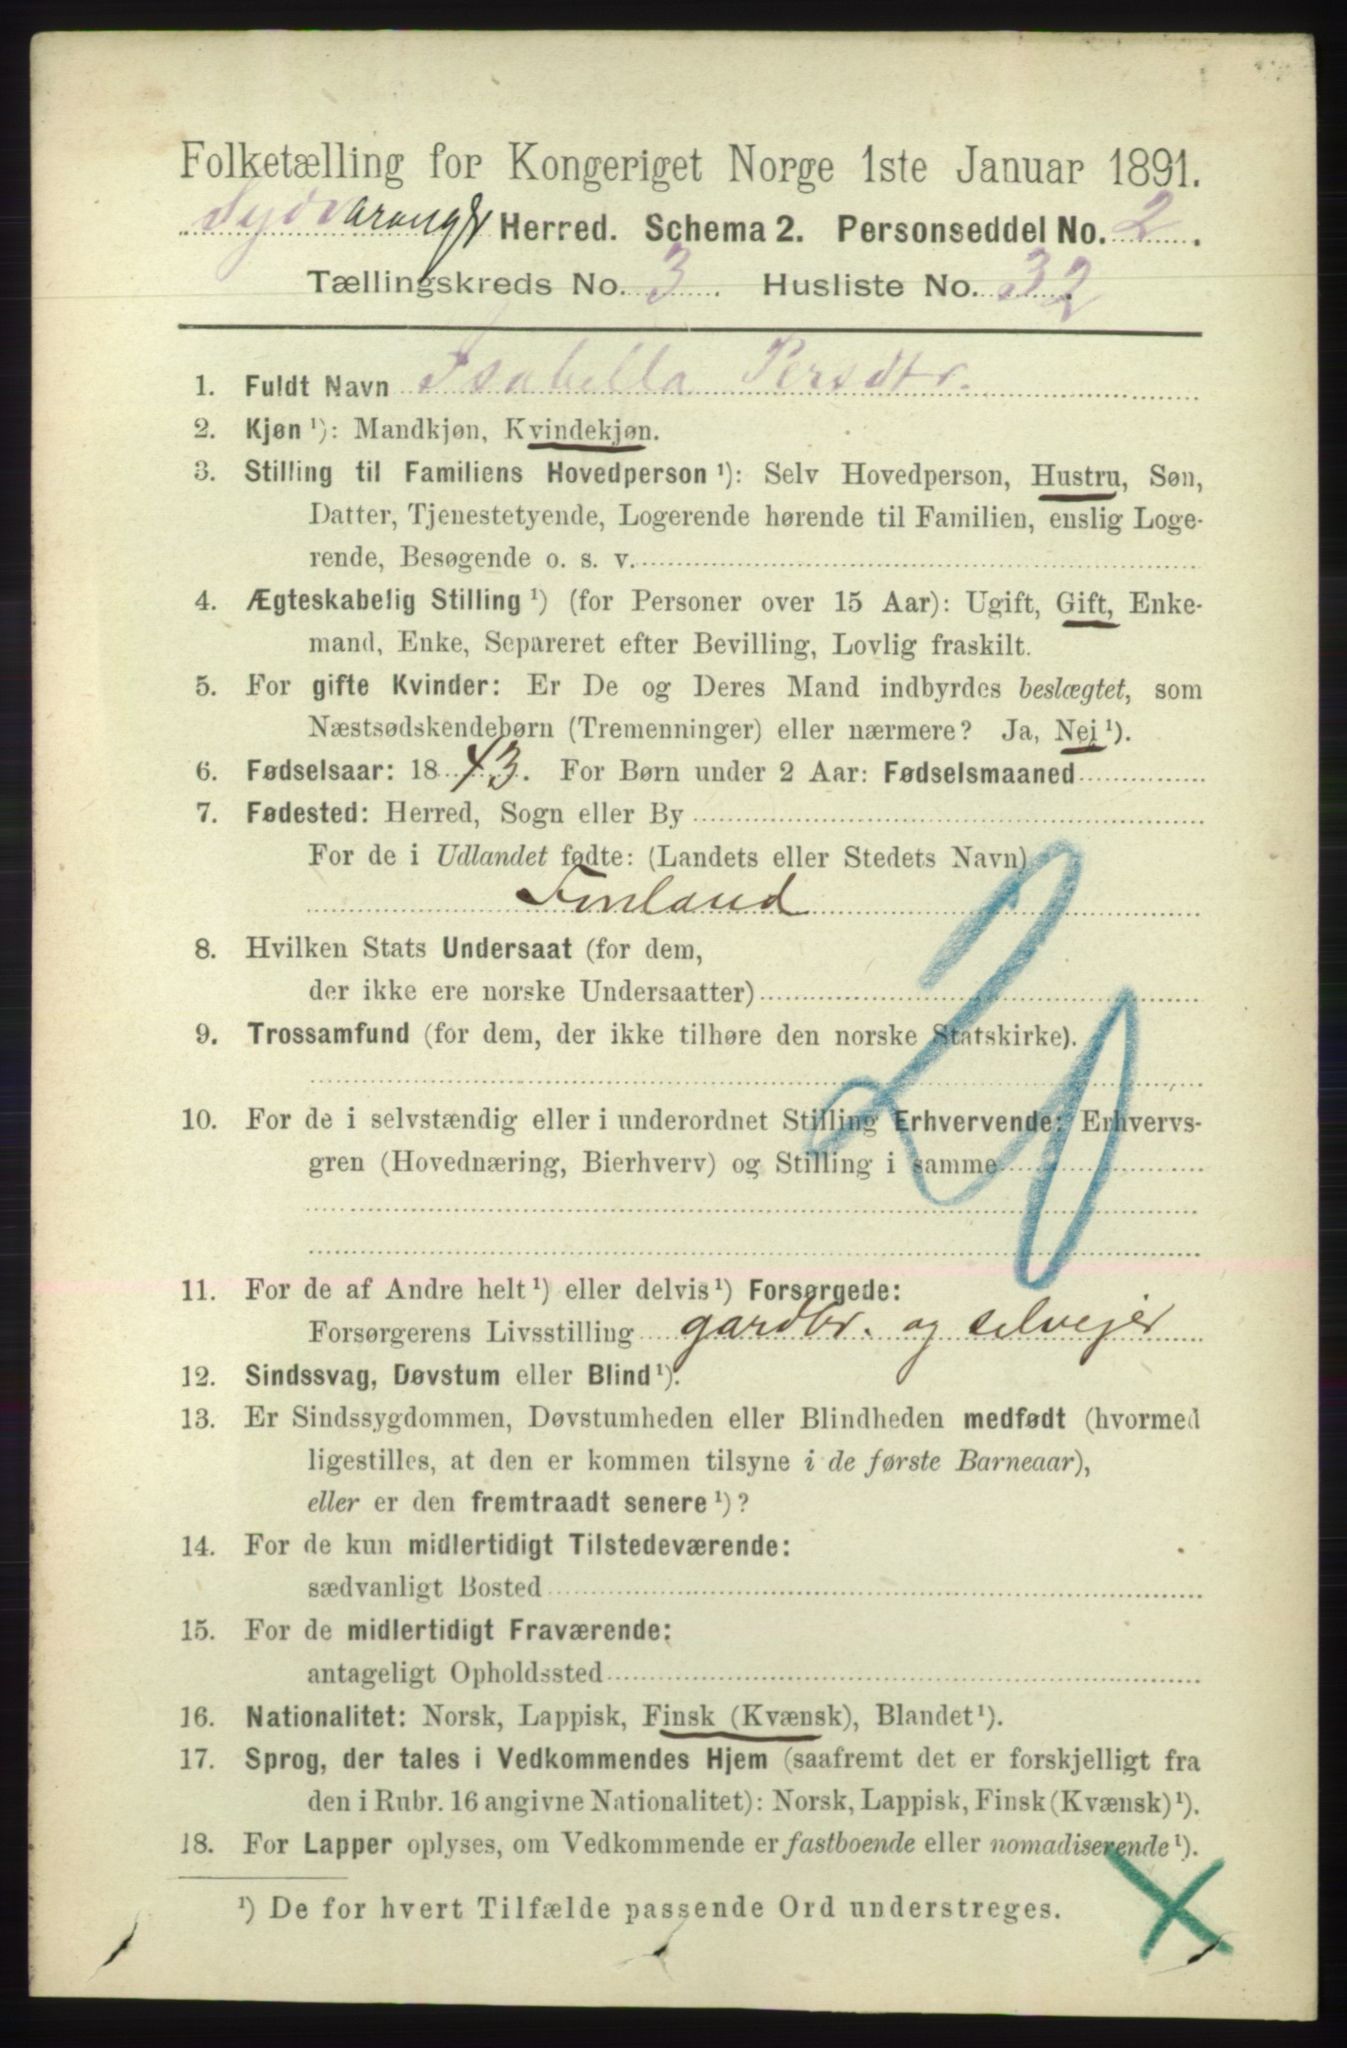 Folketælling for Kongeriget Norge 1ste Januar 1891.
Sydvaranger Herred. Schema 2. Personseddel No. 2.
Tællingskreds No. 3. Husliste No. 32
1. Fuldt Navn Isabella Persdtr.
2. Kjøn ¹): Mandkjøn, Kvindekjøn.
3. Stilling til Familiens Hovedperson ¹): Selv Hovedperson, Hustru, Søn,
Datter, Tjenestetyende, Logerende hørende til Familien, enslig Loge-
rende, Besøgende o. s. v.
4. Ægteskabelig Stilling ¹) (for Personer over 15 Aar): Ugift, Gift, Enke-
mand, Enke, Separeret efter Bevilling, Lovlig fraskilt.
5. For gifte Kvinder: Er De og Deres Mand indbyrdes beslægtet, som
Næstsødskendebørn (Tremenninger) eller nærmere? Ja, Nei ¹).
6. Fødselsaar: 1843. For Børn under 2 Aar: Fødselsmaaned
7. Fødested: Herred, Sogn eller By
For de i Udlandet fødte: (Landets eller Stedets Navn)
Finland
8. Hvilken Stats Undersaat (for dem,
der ikke ere norske Undersaatter)
9. Trossamfund (for dem, der ikke tilhøre den norske Statskirke).
10. For de i selvstændig eller i underordnet Stilling Erhvervende: Erhvervs-
gren (Hovednæring, Bierhverv) og Stilling i samme
11. For de af Andre helt ¹) eller delvis ¹) Forsørgede:
Forsørgerens Livsstilling gardbr. og selvejer
12. Sindssvag, Døvstum eller Blind ¹).
13. Er Sindssygdommen, Døvstumheden eller Blindheden medfødt (hvormed
ligestilles, at den er kommen tilsyne i de første Barneaar),
eller er den fremtraadt senere ¹)?
14. For de kun midlertidigt Tilstedeværende:
sædvanligt Bosted
15. For de midlertidigt Fraværende:
antageligt Opholdssted
16. Nationalitet: Norsk, Lappisk, Finsk (Kvænsk), Blandet ¹).
17. Sprog, der tales i Vedkommendes Hjem (saafremt det er forskjelligt fra
den i Rubr. 16 angivne Nationalitet): Norsk, Lappisk, Finsk (Kvænsk) ¹).
18. For Lapper oplyses, om Vedkommende er fastboende eller nomadiserende ¹).
¹) De for hvert Tilfælde passende Ord understreges.